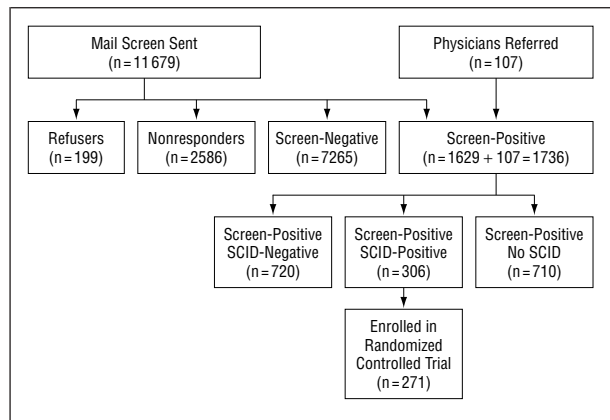 Mail Screen Sent
(n = 11 679)
Physicians Referred
(n = 107)
Refusers
(n = 199)
Nonresponders
(n = 2586)
Screen-Negative
(n = 7265)
Screen-Positive
(n = 1629 + 107 = 1736)
Screen-Positive
SCID-Negative
(n = 720)
Screen-Positive
SCID-Positive
(n = 306)
Screen-Positive
No SCID
(n = 710)
Enrolled in
Randomized
Controlled Trial
(n = 271)